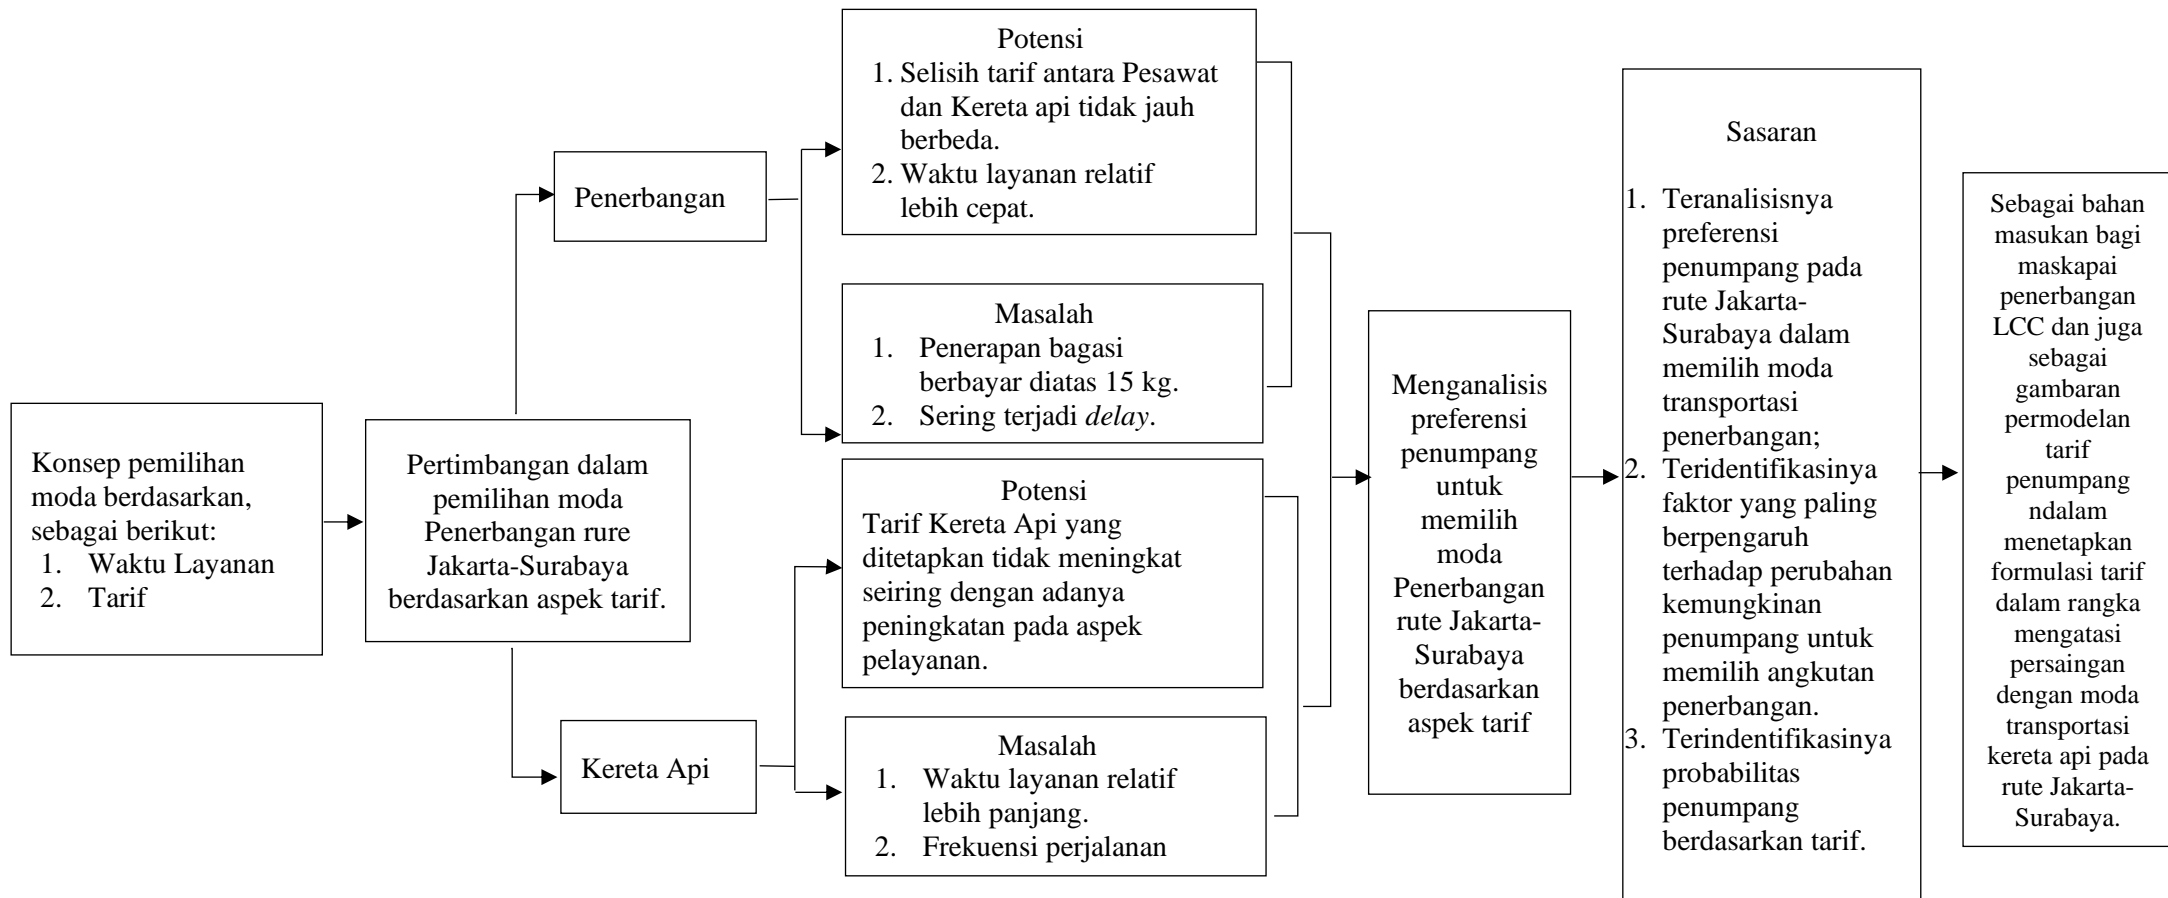 Konsep pemilihan
moda berdasarkan,
sebagai berikut:
1. Waktu Layanan
2. Tarif
Pertimbangan dalam
pemilihan moda
Penerbangan rure
Jakarta-Surabaya
berdasarkan aspek tarif.
Penerbangan
Kereta Api
Potensi
1. Selisih tarif antara Pesawat
dan Kereta api tidak jauh
berbeda.
2. Waktu layanan relatif
lebih cepat.
Masalah
1. Penerapan bagasi
berbayar diatas 15 kg.
2. Sering terjadi delay.
Potensi
Tarif Kereta Api yang
ditetapkan tidak meningkat
seiring dengan adanya
peningkatan pada aspek
pelayanan.
Masalah
1. Waktu layanan relatif
lebih panjang.
2. Frekuensi perjalanan
Menganalisis
preferensi
penumpang
untuk
memilih
moda
Penerbangan
rute Jakarta-
Surabaya
berdasarkan
aspek tarif
Sasaran
1. Teranalisisnya
preferensi
penumpang pada
rute Jakarta-
Surabaya dalam
memilih moda
transportasi
penerbangan;
2. Teridentifikasinya
faktor yang paling
berpengaruh
terhadap perubahan
kemungkinan
penumpang untuk
memilih angkutan
penerbangan.
3. Terindentifikasinya
probabilitas
penumpang
berdasarkan tarif.
Sebagai bahan
masukan bagi
maskapai
penerbangan
LCC dan juga
sebagai
gambaran
permodelan
tarif
penumpang
ndalam
menetapkan
formulasi tarif
dalam rangka
mengatasi
persaingan
dengan moda
transportasi
kereta api pada
rute Jakarta-
Surabaya.